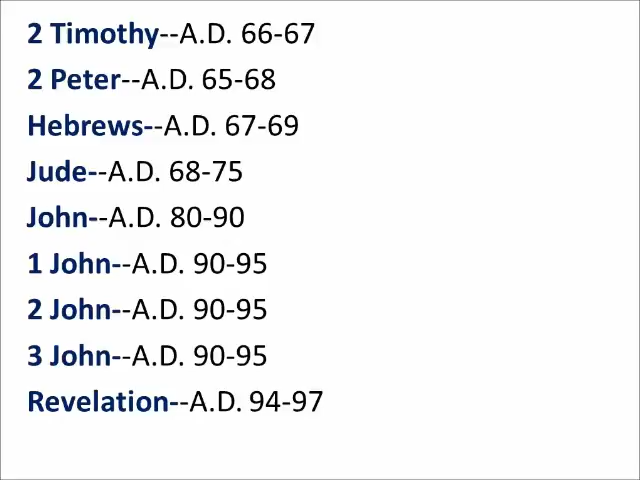 2 Timothy--A.D. 66-67
2 Peter--A.D. 65-68
Hebrews--A.D. 67-69
Jude--A.D. 68-75
John--A.D. 80-90
1 John--A.D. 90-95
2 John--A.D. 90-95
3 John--A.D. 90-95
Revelation--A.D. 94-97